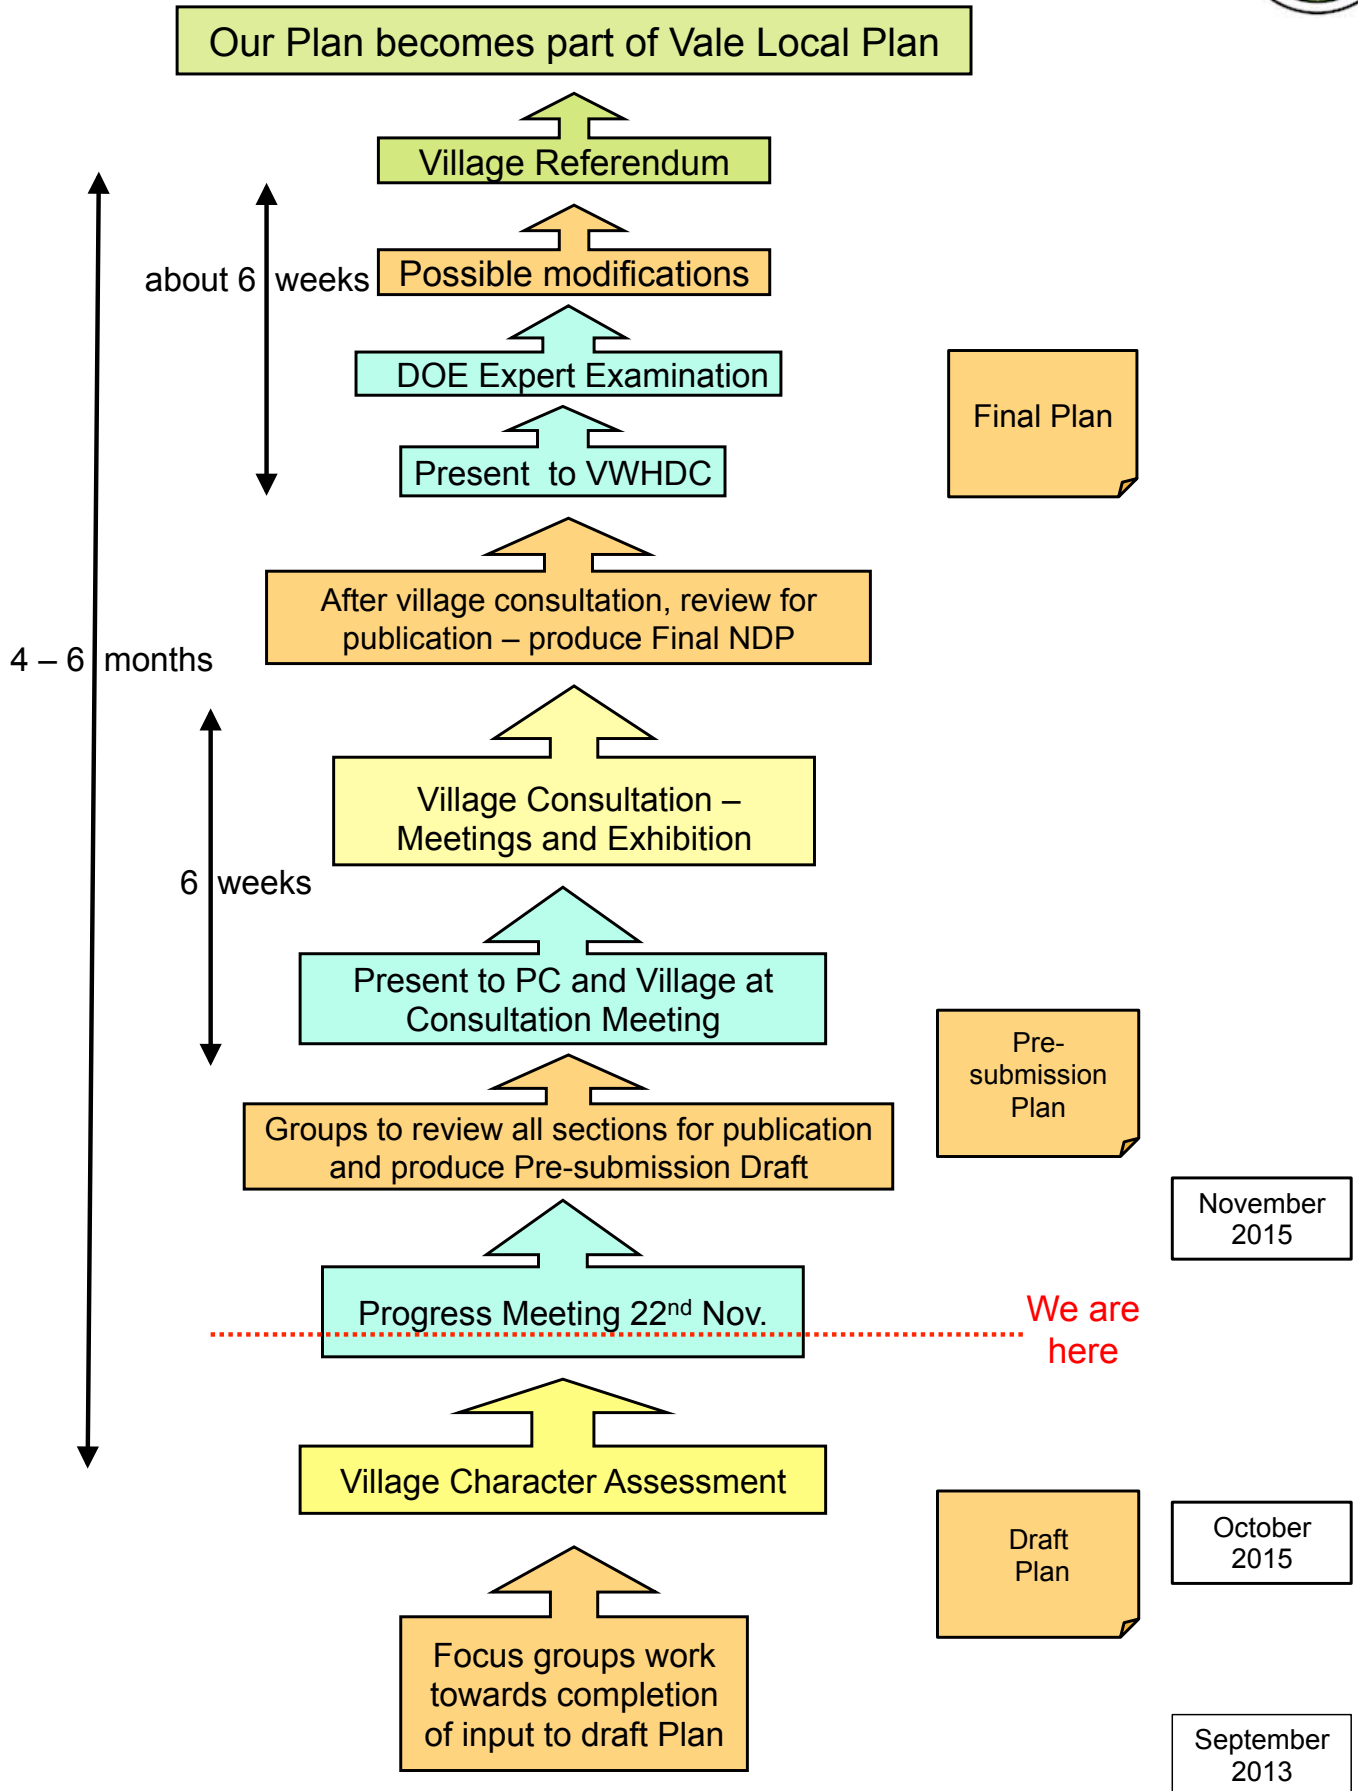 Our Plan becomes part of Vale Local Plan
Village Referendum
about 6 weeks
Possible modifications
DOE Expert Examination
Final Plan
Present to VWHDC
After village consultation, review for
publication – produce Final NDP
4 – 6 months
Village Consultation –
Meetings and Exhibition
6 weeks
Present to PC and Village at
Consultation Meeting
Pre-
submission
Plan
Groups to review all sections for publication
and produce Pre-submission Draft
November
2015
Progress Meeting 22nd Nov.
We are
here
Village Character Assessment
Draft
Plan
October
2015
Focus groups work
towards completion
of input to draft Plan
September
2013